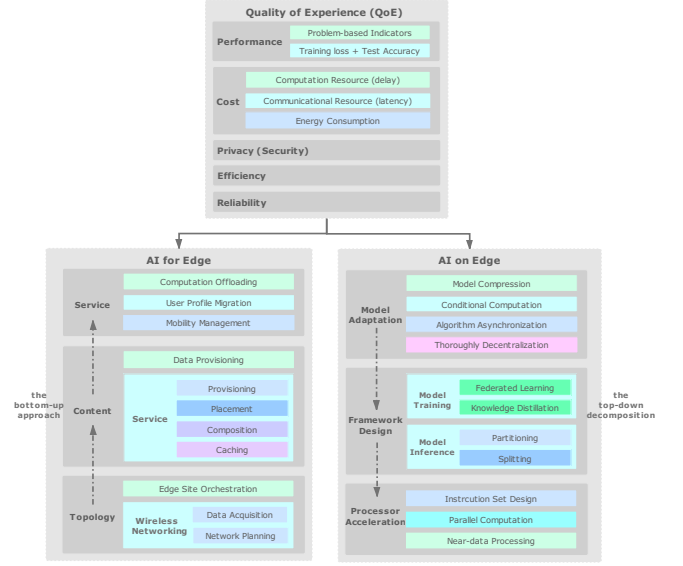 Quality of Experience (QoE)
Performance
Problem-based Indicators
Training loss + Test Accuracy
Cost
Computation Resource (delay)
Communicational Resource (latency)
Energy Consumption
Privacy (Security)
Efficiency
Reliability
AI for Edge
Service
Computation Offloading
User Profile Migration
Mobility Management
the
bottom-up
approach
Content
Data Provisioning
Service
Provisioning
Placement
Composition
Caching
Topology
Edge Site Orchestration
Wireless
Networking
Data Acquisition
Network Planning
AI on Edge
Model
Adaptation
Model Compression
Conditional Computation
Algorithm Asynchronization
Thoroughly Decentralization
Framework
Design
Model
Training
Federated Learning
Knowledge Distillation
Model
Inference
Partitioning
Splitting
the
top-down
decomposition
Processor
Acceleration
Instrcution Set Design
Parallel Computation
Near-data Processing